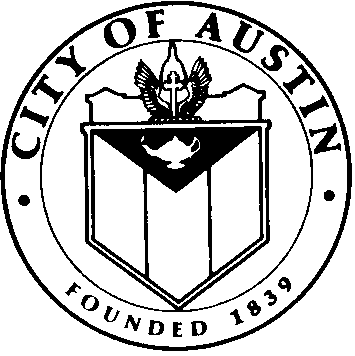 CITY OF AUSTIN
FOUNDED 1839